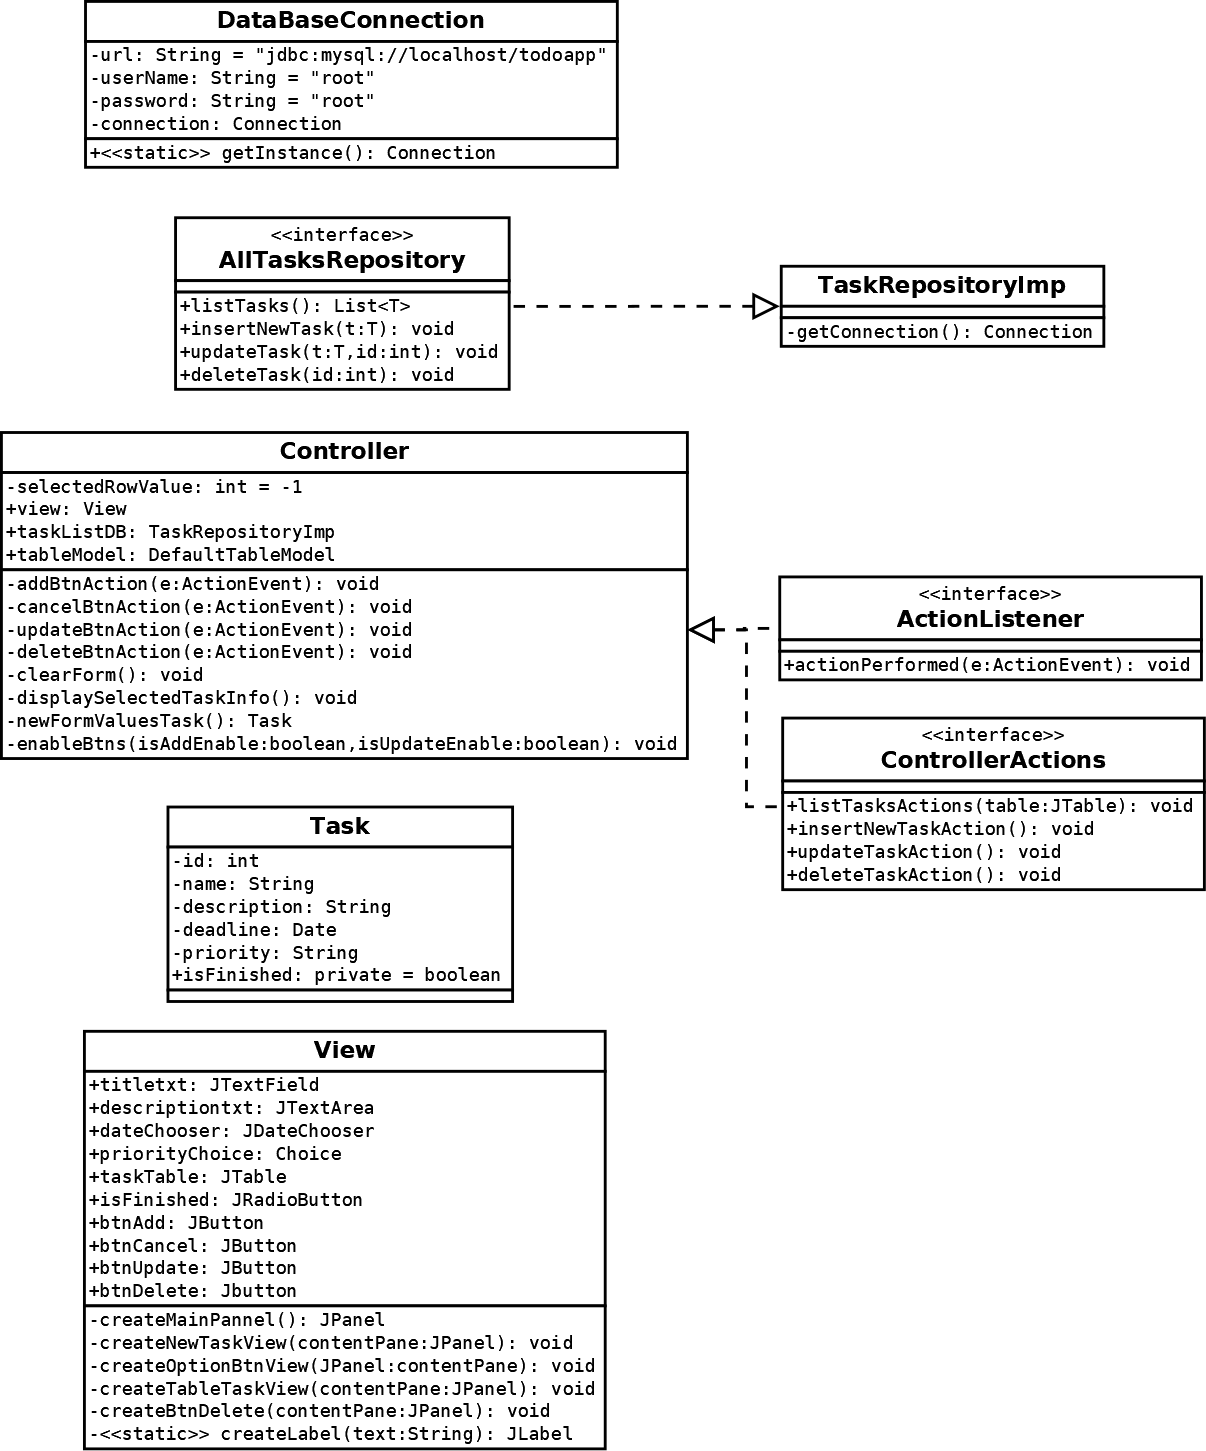 DataBaseConnection
-url: String = "jdbc:mysql://localhost/todoapp"
-userName: String = "root"
-password: String = "root"
-connection: Connection
+<<static>> getInstance(): Connection
<<interface>>
AllTasksRepository
+listTasks(): List<T>
+insertNewTask(t:T): void
+updateTask(t:T,id:int): void
+deleteTask(id:int): void
TaskRepositoryImp
-getConnection(): Connection
Controller
-selectedRowValue: int = -1
+view: View
+taskListDB: TaskRepositoryImp
+tableModel: DefaultTableModel
-addBtnAction(e:ActionEvent): void
-cancelBtnAction(e:ActionEvent): void
-updateBtnAction(e:ActionEvent): void
-deleteBtnAction(e:ActionEvent): void
-clearForm(): void
-displaySelectedTaskInfo(): void
-newFormValuesTask(): Task
-enableBtns(isAddEnable:boolean,isUpdateEnable:boolean): void
<<interface>>
ActionListener
+actionPerformed(e:ActionEvent): void
<<interface>>
ControllerActions
+listTasksActions(table:JTable): void
+insertNewTaskAction(): void
+updateTaskAction(): void
+deleteTaskAction(): void
Task
-id: int
-name: String
-description: String
-deadline: Date
-priority: String
+isFinished: private = boolean
View
+titletxt: JTextField
+descriptiontxt: JTextArea
+dateChooser: JDateChooser
+priorityChoice: Choice
+taskTable: JTable
+isFinished: JRadioButton
+btnAdd: JButton
+btnCancel: JButton
+btnUpdate: JButton
+btnDelete: Jbutton
-createMainPannel(): JPanel
-createNewTaskView(contentPane:JPanel): void
-createOptionBtnView(JPanel:contentPane): void
-createTableTaskView(contentPane:JPanel): void
-createBtnDelete(contentPane:JPanel): void
-<<static>> createLabel(text:String): JLabel